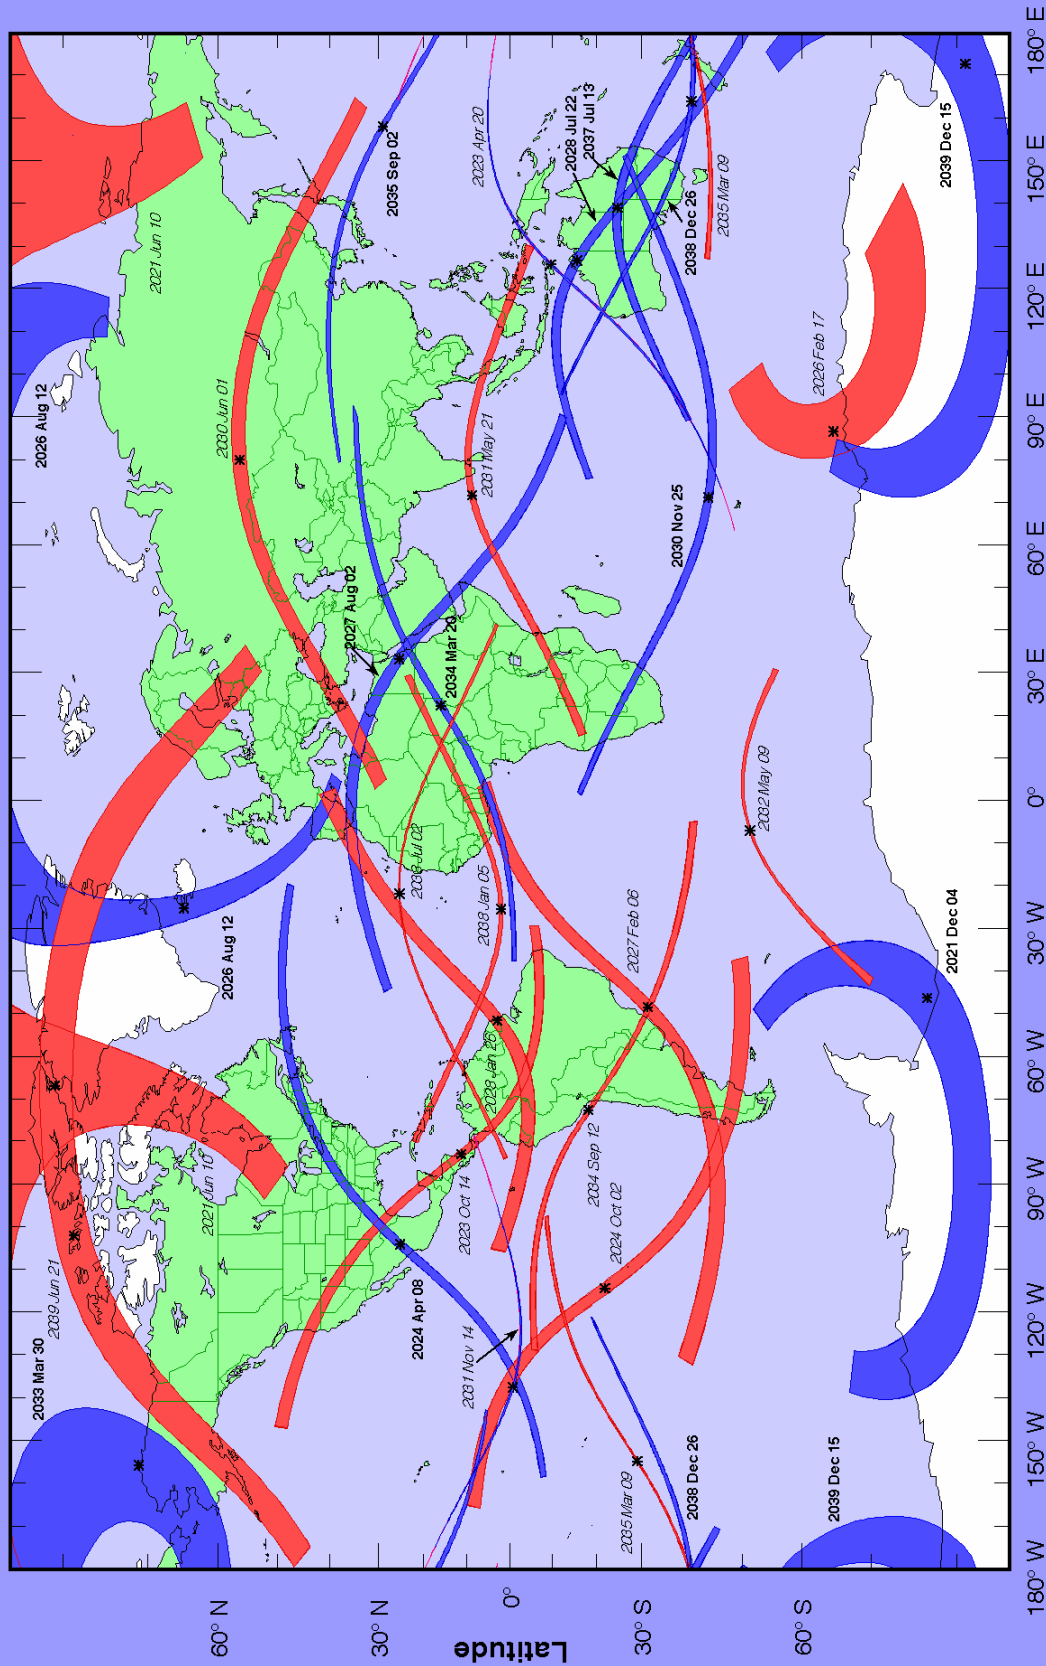 2033 Mar 30
2039 Jun 21
2021 Jun 10
2026 Aug 12
2026 Aug 12
2021 Jun 10
2030 Jun 01
2024 Apr 08
2031 Nov 14
2023 Oct 14
2028 Jan 26
2038 Jan 05
2038 Jul 02
2034 Mar 20
2027 Aug 02
2031 May 21
2035 Sep 02
2023 Apr 20
2028 Jul 22
2037 Jul 13
2038 Dec 26
2035 Mar 09
2034 Sep 12
2024 Oct 02
2027 Feb 06
2030 Nov 25
2035 Mar 09
2038 Dec 26
2032 May 09
2026 Feb 17
2039 Dec 15
2021 Dec 04
2039 Dec 15
Latitude
60° N
30° N
0°
30° S
60° S
180° W
150° W
120° W
90° W
60° W
30° W
0°
30° E
60° E
90° E
120° E
150° E
180° E